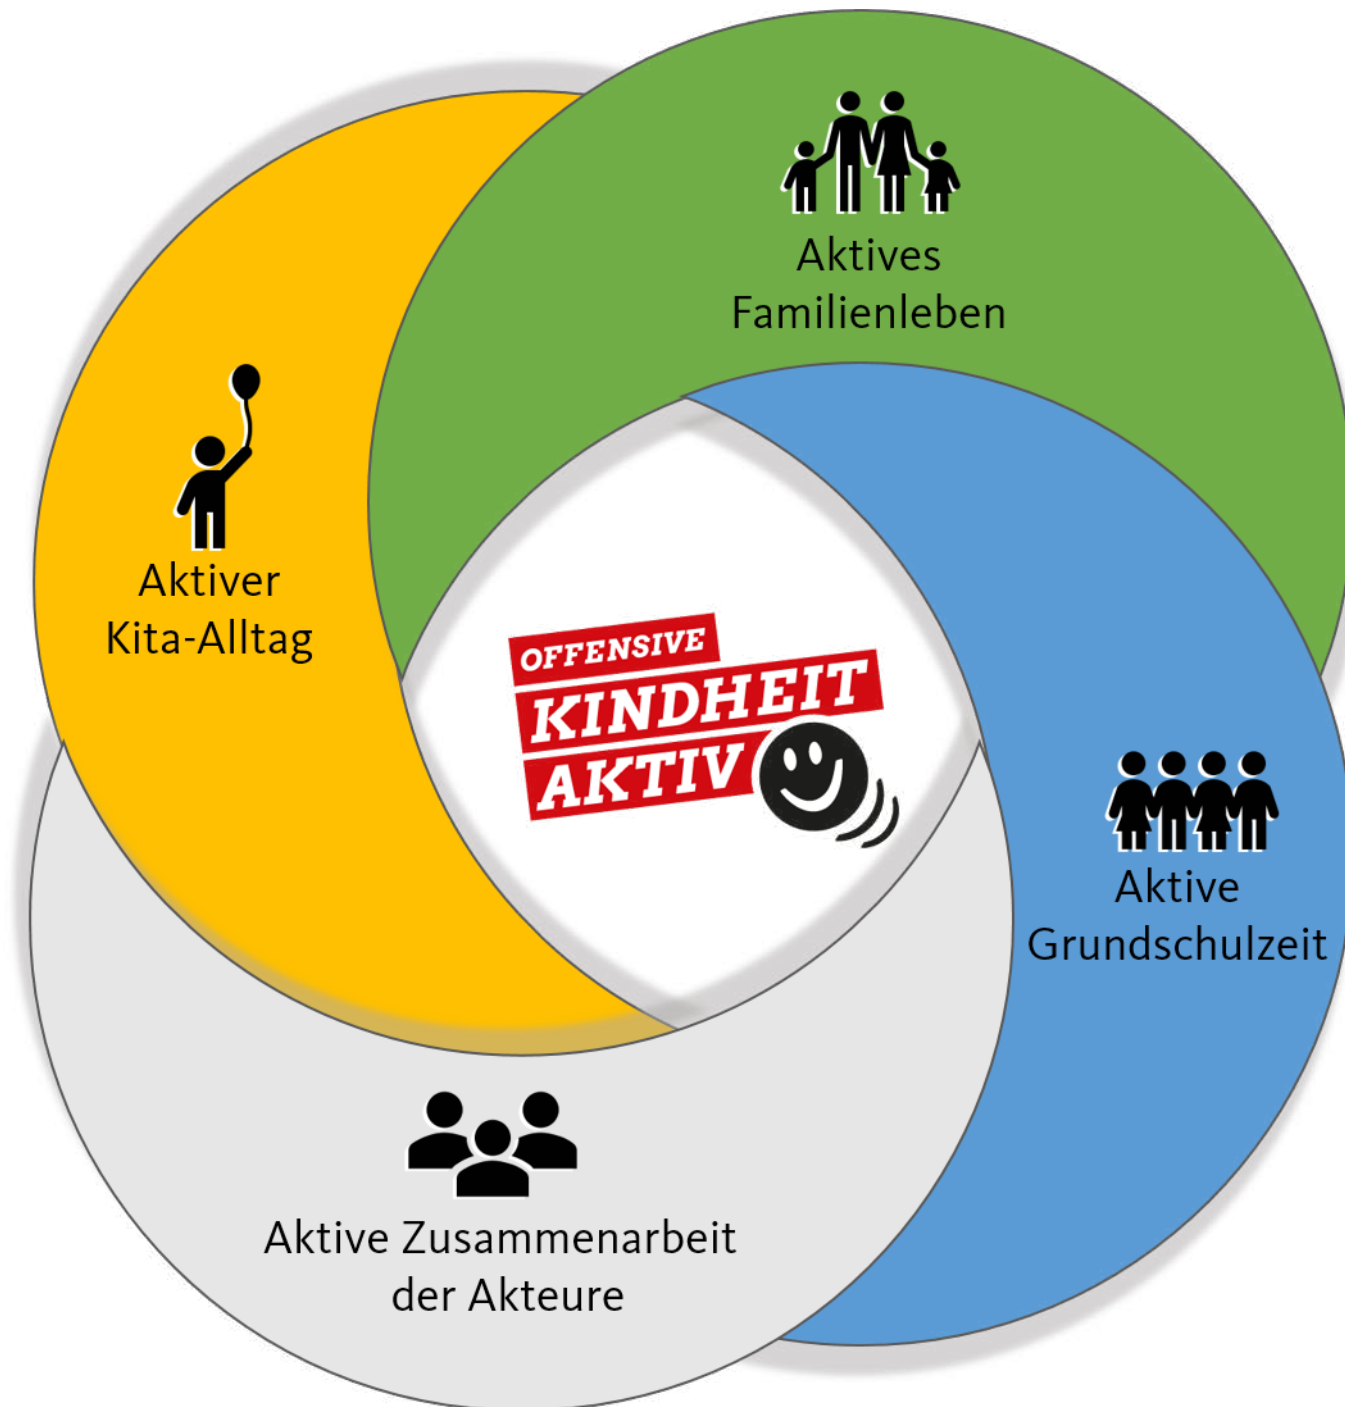 Aktives
Familienleben
Aktiver
Kita-Alltag
OFFENSIVE
KINDHEIT
AKTIV
Aktive
Grundschulzeit
Aktive Zusammenarbeit
der Akteure